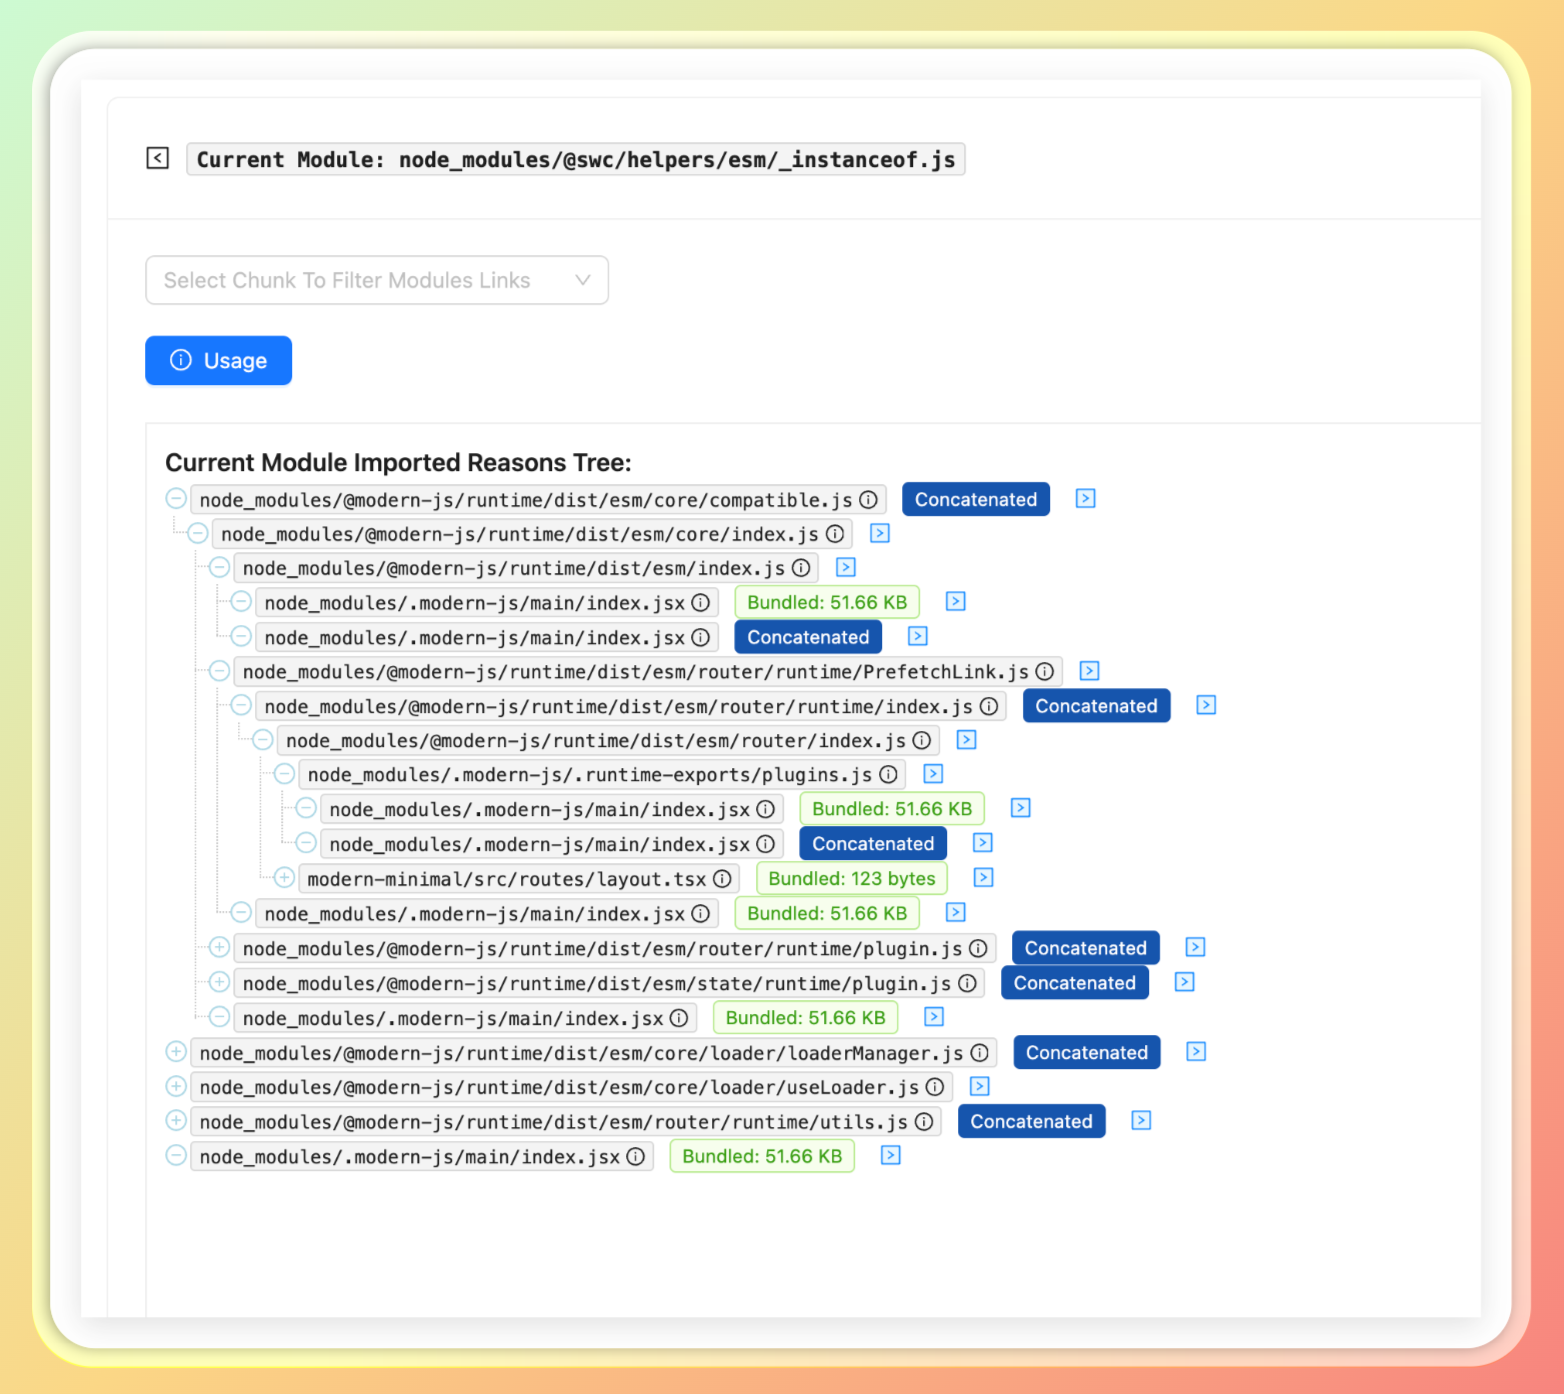 Current Module: node_modules/@swc/helpers/esm/_instanceof.js
Select Chunk To Filter Modules Links
Usage
Current Module Imported Reasons Tree:
node_modules/@modern-js/runtime/dist/esm/core/compatible.js Concatenated
node_modules/@modern-js/runtime/dist/esm/core/index.js
node_modules/@modern-js/runtime/dist/esm/index.js
node_modules/.modern-js/main/index.jsx Bundled: 51.66 KB
node_modules/.modern-js/main/index.jsx Concatenated
node_modules/@modern-js/runtime/dist/esm/router/runtime/PrefetchLink.js
node_modules/@modern-js/runtime/dist/esm/router/runtime/index.js Concatenated
node_modules/@modern-js/runtime/dist/esm/router/index.js
node_modules/.modern-js/.runtime-exports/plugins.js
node_modules/.modern-js/main/index.jsx Bundled: 51.66 KB
node_modules/.modern-js/main/index.jsx Concatenated
modern-minimal/src/routes/layout.tsx Bundled: 123 bytes
node_modules/.modern-js/main/index.jsx Bundled: 51.66 KB
node_modules/@modern-js/runtime/dist/esm/router/runtime/plugin.js Concatenated
node_modules/@modern-js/runtime/dist/esm/state/runtime/plugin.js Concatenated
node_modules/.modern-js/main/index.jsx Bundled: 51.66 KB
node_modules/@modern-js/runtime/dist/esm/core/loader/loaderManager.js Concatenated
node_modules/@modern-js/runtime/dist/esm/core/loader/useLoader.js
node_modules/@modern-js/runtime/dist/esm/router/runtime/utils.js Concatenated
node_modules/.modern-js/main/index.jsx Bundled: 51.66 KB